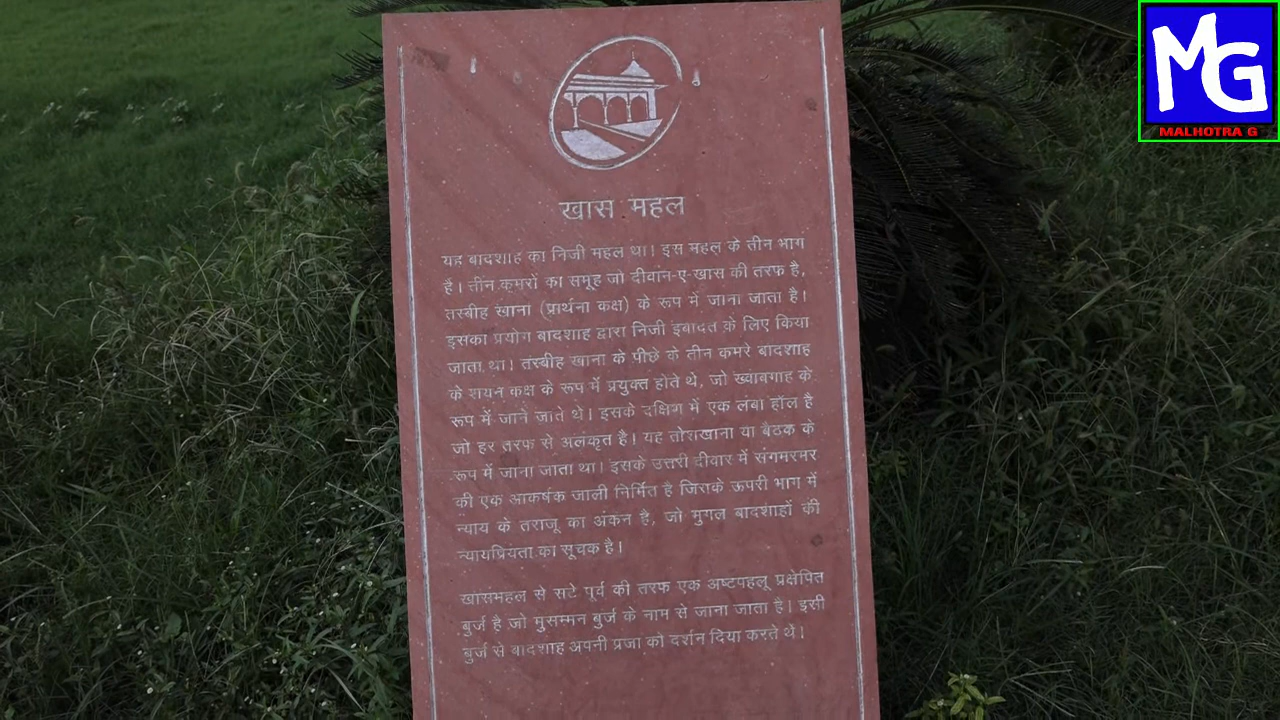 MG
MALHOTRA G
खास महल
यह बादशाह का निजी महल था। इस महल के तीन भाग
है। तीन कमरों का समूह जो दीवान-ए-खास की तरफ है,
तस्बीह खाना (प्रार्थना कक्ष) के रूप में जाना जाता है।
इसका प्रयोग बादशाह द्वारा निजी इबादत के लिए किया
जाता था। तस्बीह खाना के पीछे के तीन कमरे बादशाह
के शयन कक्ष के रूप में प्रयुक्त होते थे, जो ख्वाबगाह के
रूप में जाने जाते थे। इसके दक्षिण में एक लंबा हॉल है
जो हर तरफ से अलंकृत है। यह तोशखाना या बैठक के
रूप में जाना जाता था। इसके उत्तरी दीवार में संगमरमर
की एक आकर्षक जाली निर्मित है जिसके ऊपरी भाग में
न्याय के तराजू का अंकन है, जो मुगल बादशाहों की
न्यायप्रियता का सूचक है।
खासमहल से सटे पूर्व की तरफ एक अष्टपहलू प्रक्षेपित
बुर्ज है जो मुसम्मन बुर्ज के नाम से जाना जाता है। इसी
बुर्ज से बादशाह अपनी प्रजा को दर्शन दिया करते थे।